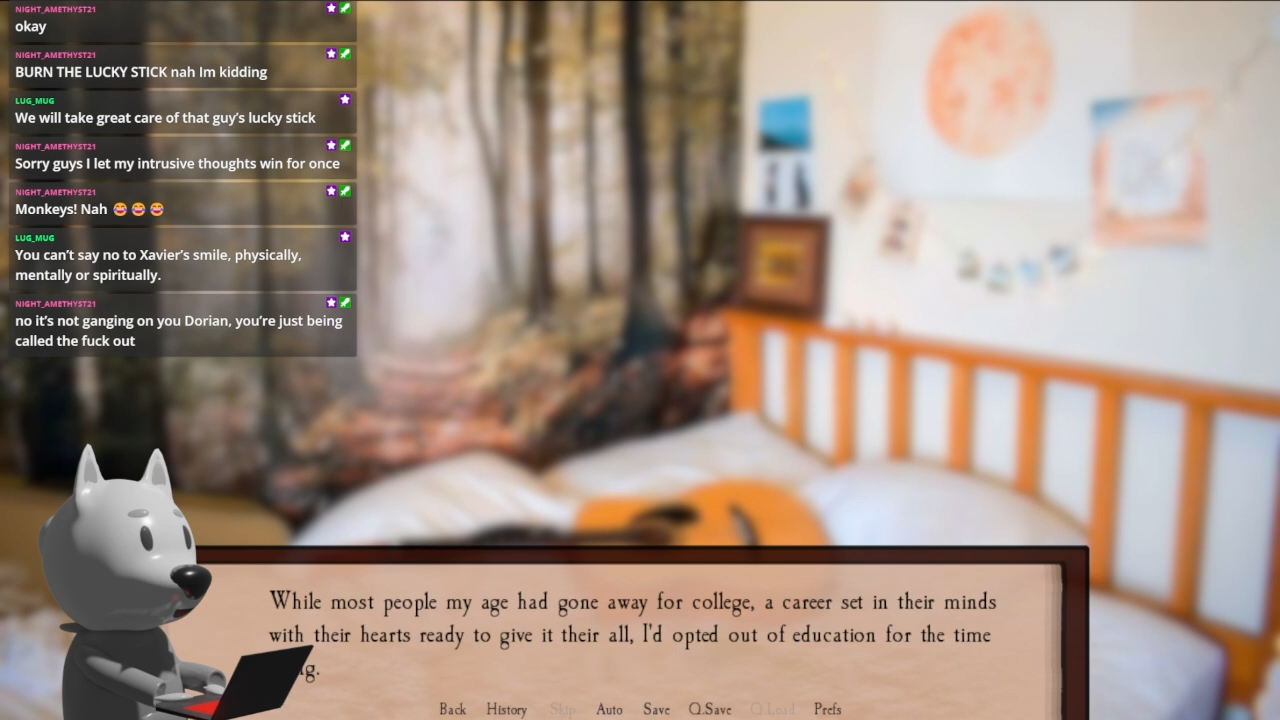 NIGHT_AMETHYST21
okay
NIGHT_AMETHYST21
BURN THE LUCKY STICK nah Im kidding
LUG_MUG
We will take great care of that guy's lucky stick
NIGHT_AMETHYST21
Sorry guys I let my intrusive thoughts win for once
NIGHT_AMETHYST21
Monkeys! Nah 😂 😂 😂
LUG_MUG
You can't say no to Xavier's smile, physically,
mentally or spiritually.
NIGHT_AMETHYST21
no it's not ganging on you Dorian, you're just being
called the fuck out
While most people my age had gone away for college, a career set in their minds
with their hearts ready to give it their all, I'd opted out of education for the time
Back History Skip Auto Save Q.Save Q.Load Prefs